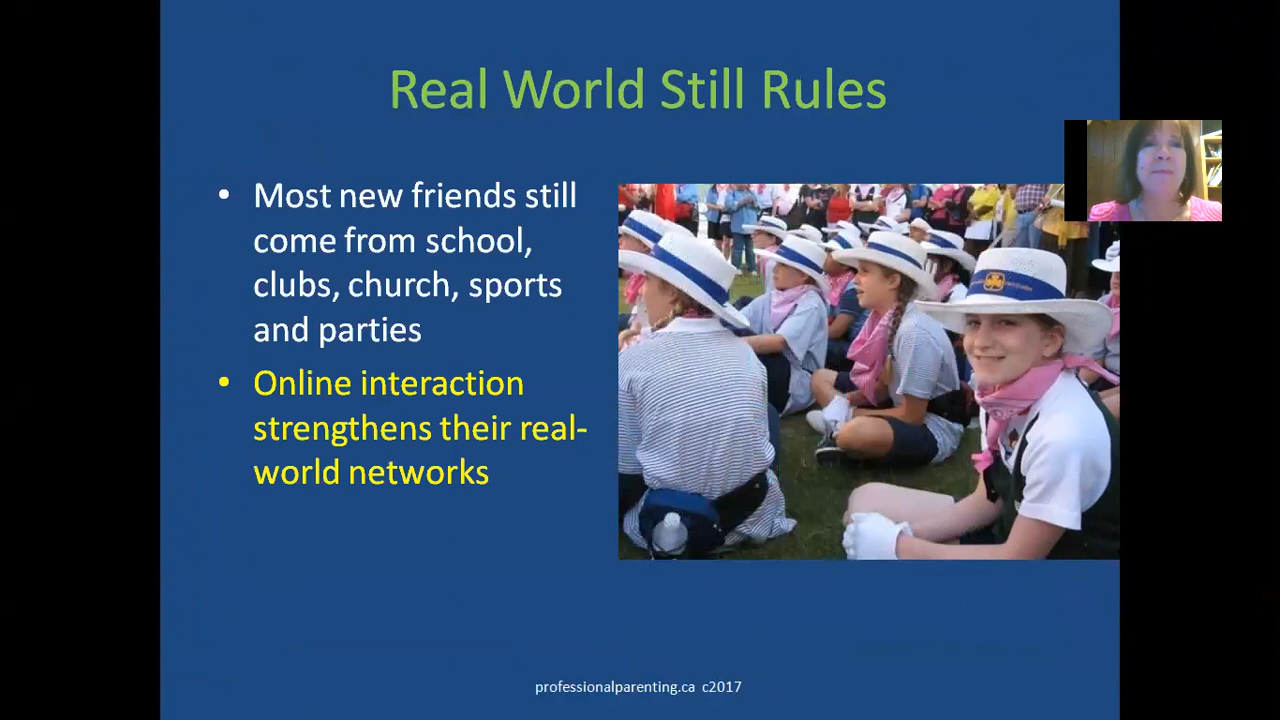 Real World Still Rules
• Most new friends still
come from school,
clubs, church, sports
and parties
• Online interaction
strengthens their real-
world networks
professionalparenting.ca c2017